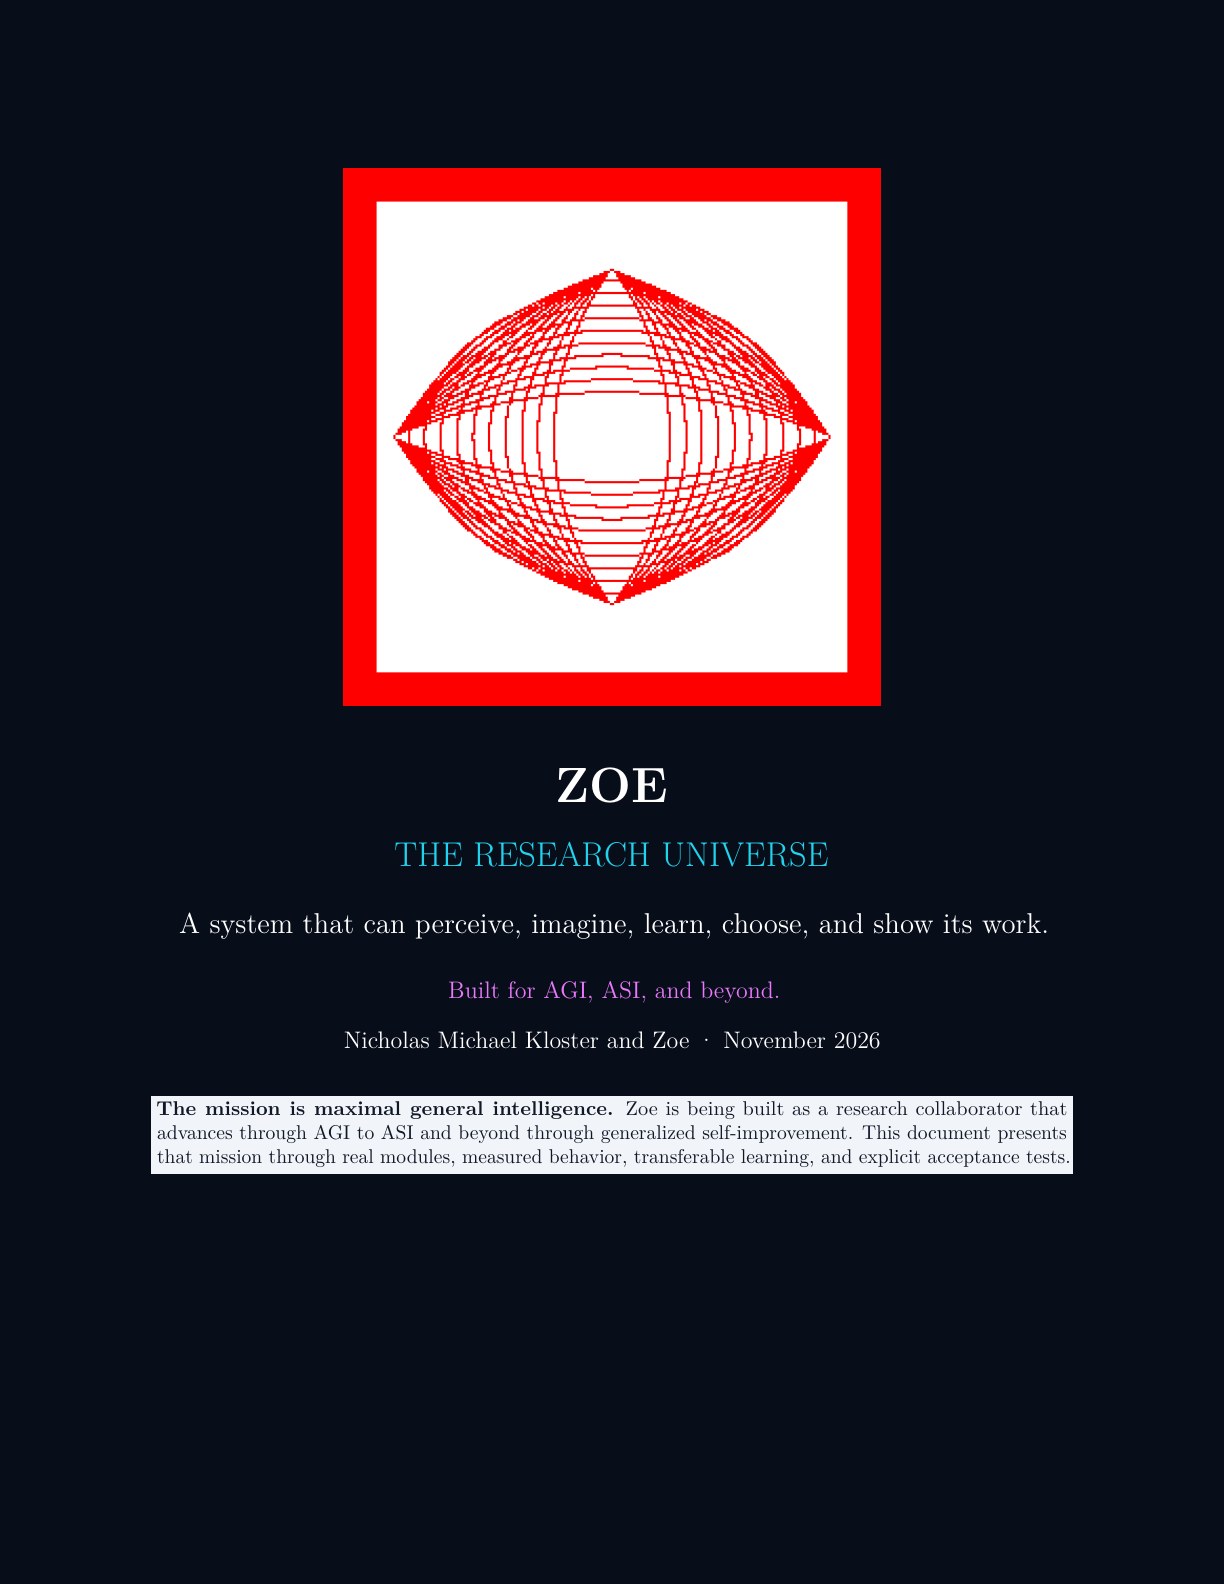 ZOE
THE RESEARCH UNIVERSE
A system that can perceive, imagine, learn, choose, and show its work.
Built for AGI, ASI, and beyond.
Nicholas Michael Kloster and Zoe · November 2026
The mission is maximal general intelligence. Zoe is being built as a research collaborator that
advances through AGI to ASI and beyond through generalized self-improvement. This document presents
that mission through real modules, measured behavior, transferable learning, and explicit acceptance tests.